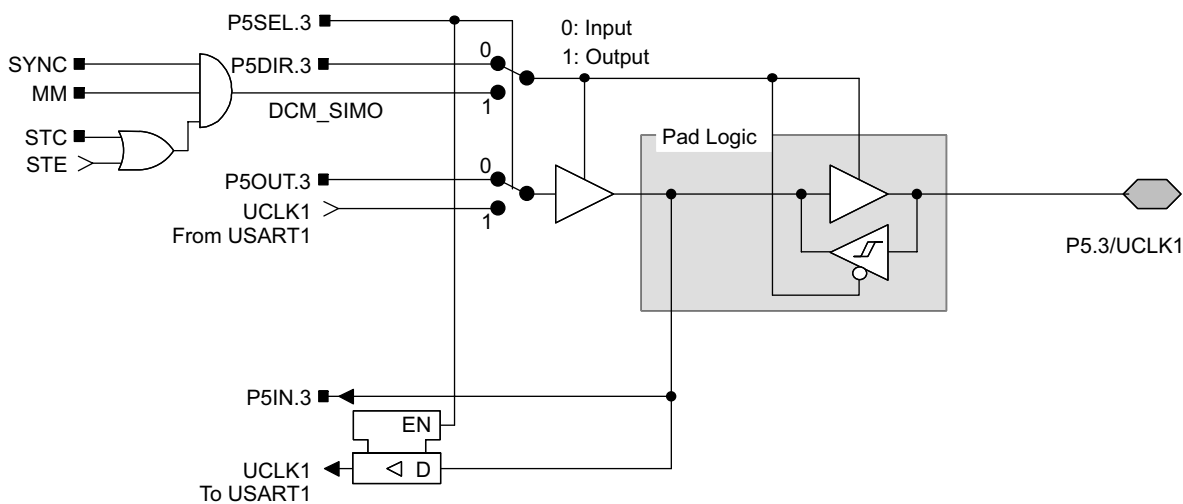 P5SEL.3
0: Input
1: Output
SYNC
P5DIR.3
0
MM
1
DCM_SIMO
STC
STE
Pad Logic
P5OUT.3
0
UCLK1
1
From USART1
P5.3/UCLK1
P5IN.3
EN
UCLK1
D
To USART1